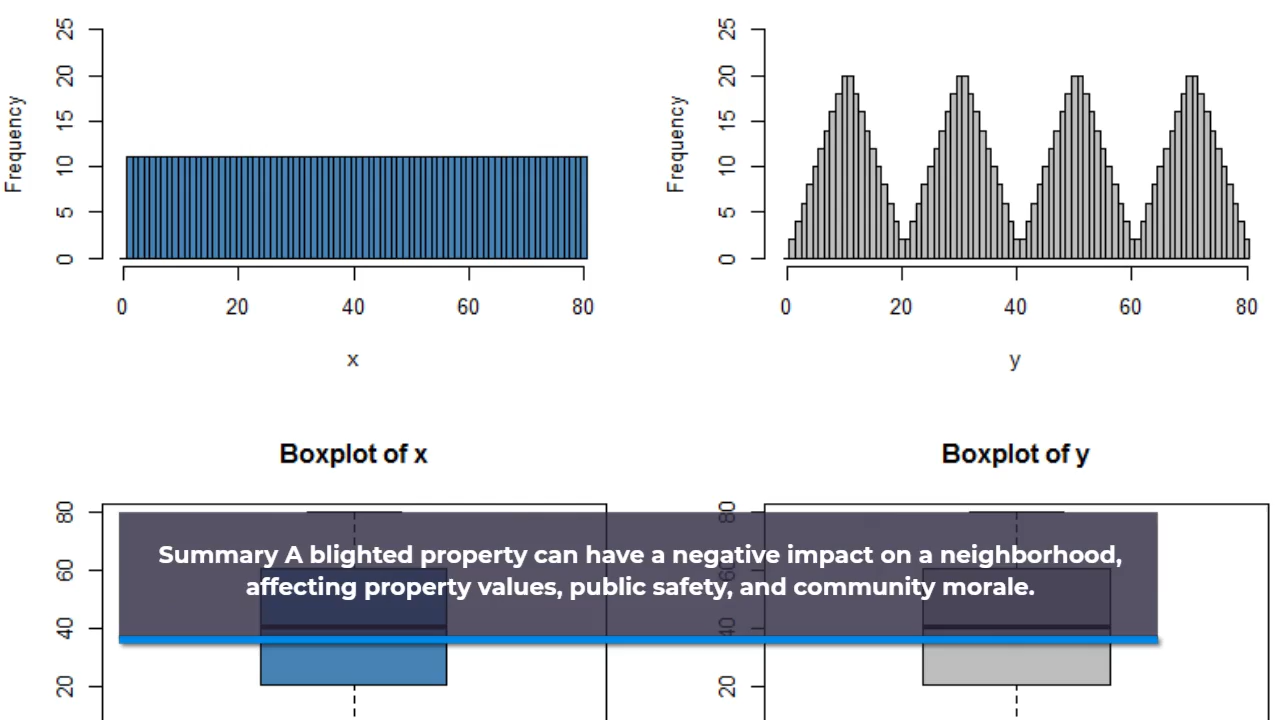 25
20
15
10
5
0
Frequency
0 20 40 60 80
x
25
20
15
10
5
0
Frequency
0 20 40 60 80
y
Boxplot of x
80
60
40
20
Boxplot of y
80
60
40
20
Summary A blighted property can have a negative impact on a neighborhood,
affecting property values, public safety, and community morale.